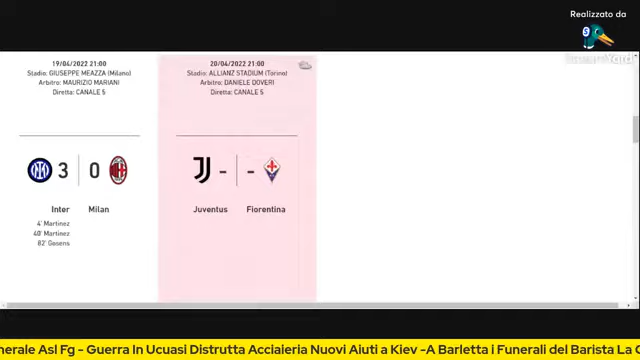 Realizzato da
19/04/2022 21:00
Stadio: GIUSEPPE MEAZZA (Milano)
Arbitro: MAURIZIO MARIANI
Diretta: CANALE 5
20/04/2022 21:00
Stadio: ALLIANZ STADIUM (Torino)
Arbitro: DANIELE DOVERI
Diretta: CANALE 5
3 0
- -
Inter Milan
Juventus Fiorentina
4' Martinez
40' Martinez
82' Gosens
nerale Asl Fg - Guerra In Ucuasi Distrutta Acciaieria Nuovi Aiuti a Kiev -A Barletta i Funerali del Barista La